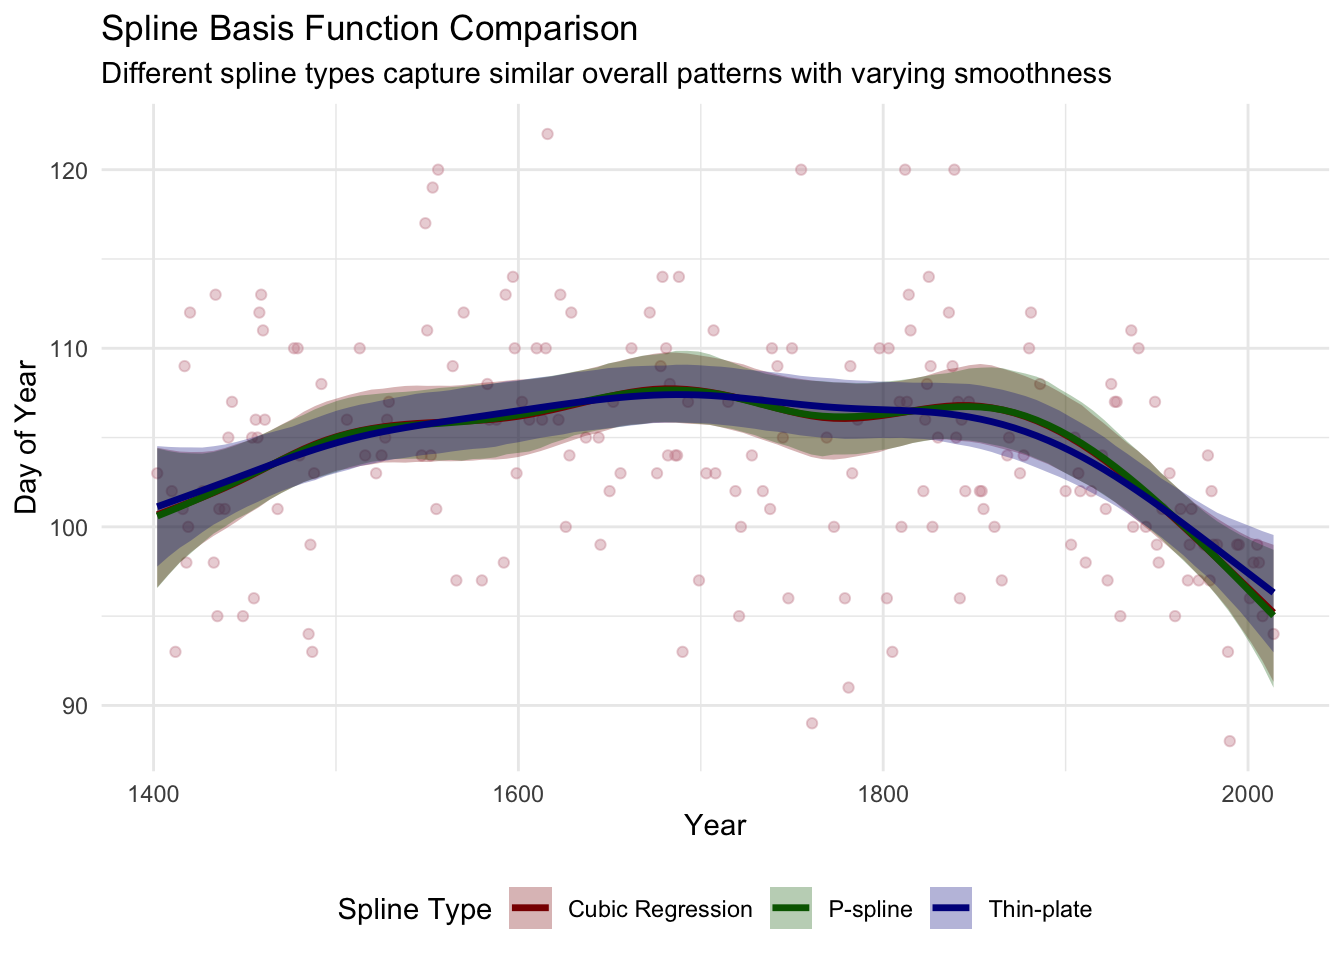 Spline Basis Function Comparison
Different spline types capture similar overall patterns with varying smoothness
120
110
100
90
Day of Year
1400 1600 1800 2000
Year
Spline Type Cubic Regression P-spline Thin-plate